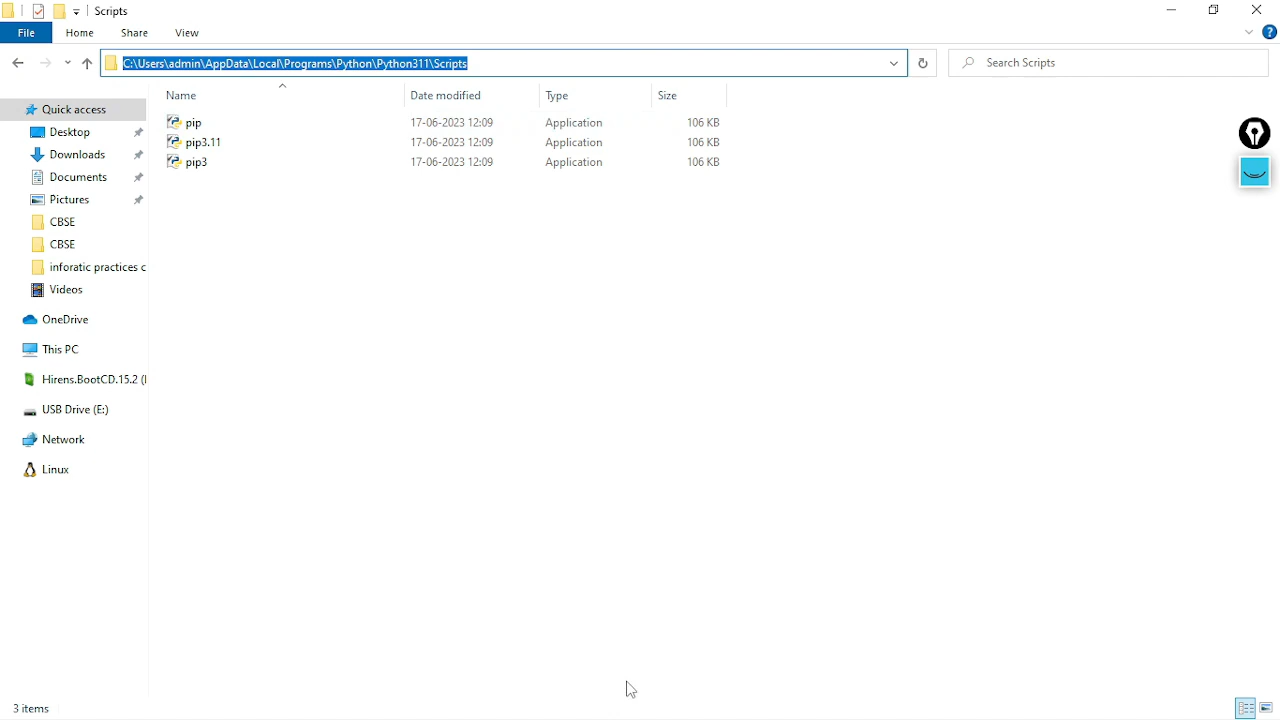 Scripts
File Home Share View
C:\Users\admin\AppData\Local\Programs\Python\Python311\Scripts
Search Scripts
Name Date modified Type Size
pip 17-06-2023 12:09 Application 106 KB
pip3.11 17-06-2023 12:09 Application 106 KB
pip3 17-06-2023 12:09 Application 106 KB
Quick access
Desktop
Downloads
Documents
Pictures
CBSE
CBSE
inforatic practices c
Videos
OneDrive
This PC
Hirens.BootCD.15.2 (
USB Drive (E:)
Network
Linux
3 items